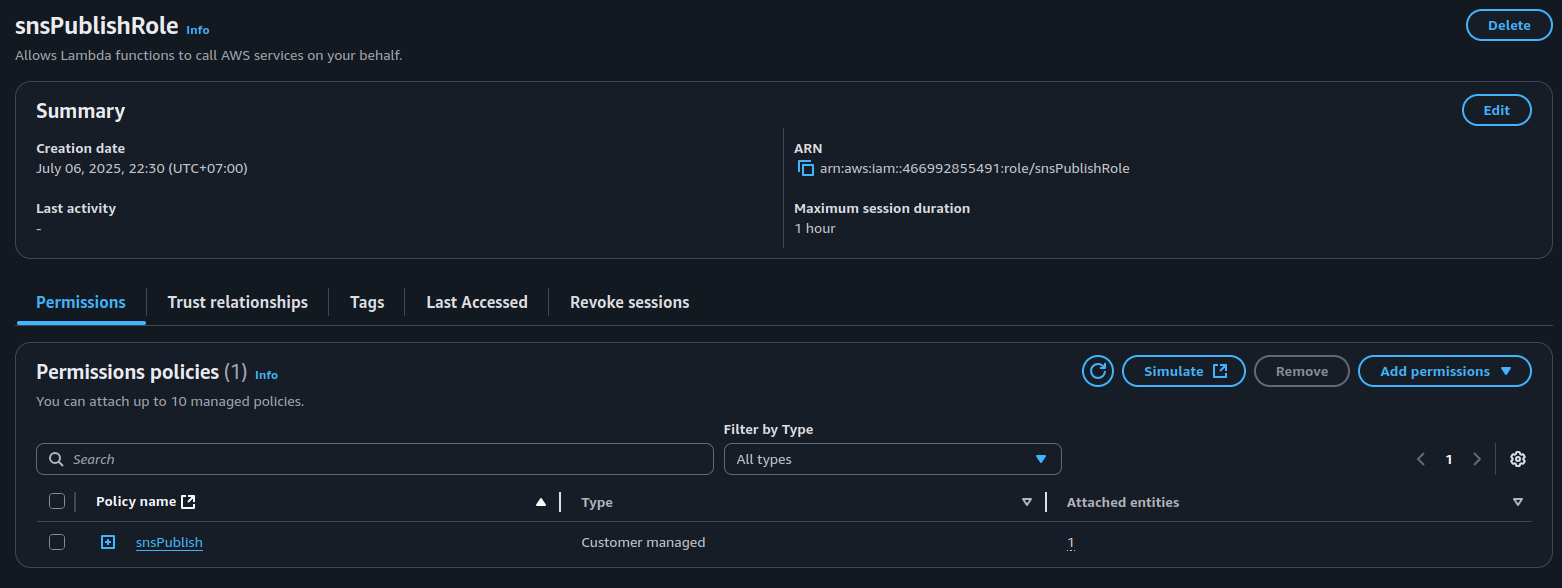 snsPublishRole Info
Delete
Allows Lambda functions to call AWS services on your behalf.
Summary
Edit
Creation date
July 06, 2025, 22:30 (UTC+07:00)
ARN
arn:aws:iam::466992855491:role/snsPublishRole
Last activity
-
Maximum session duration
1 hour
Permissions
Trust relationships
Tags
Last Accessed
Revoke sessions
Permissions policies (1) Info
Simulate
Remove
Add permissions
You can attach up to 10 managed policies.
Filter by Type
Search
All types
1
Policy name
Type
Attached entities
snsPublish
Customer managed
1